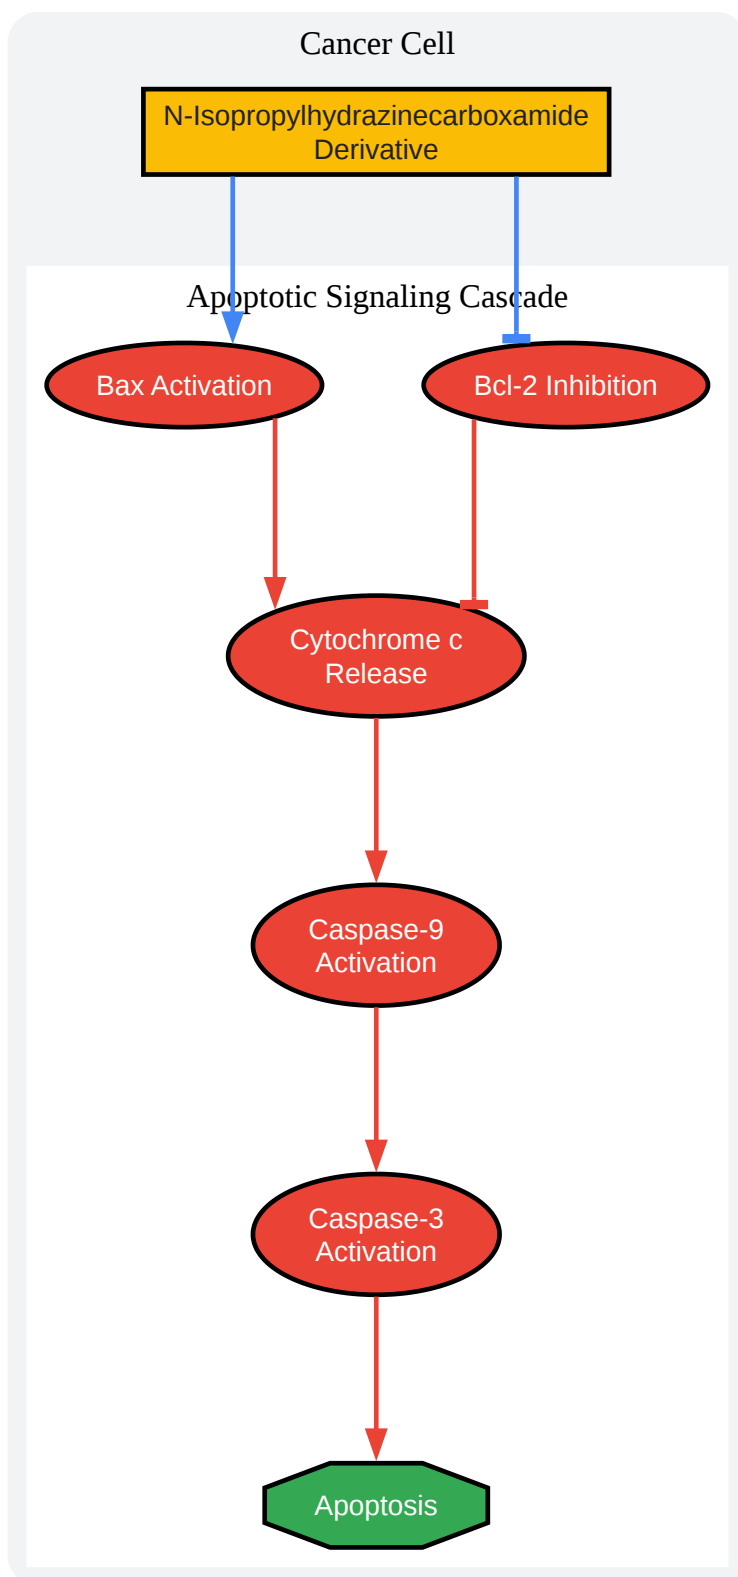 Cancer Cell
N-Isopropylhydrazinecarboxamide
Derivative
Apoptotic Signaling Cascade
Bax Activation
Bcl-2 Inhibition
Cytochrome c
Release
Caspase-9
Activation
Caspase-3
Activation
Apoptosis